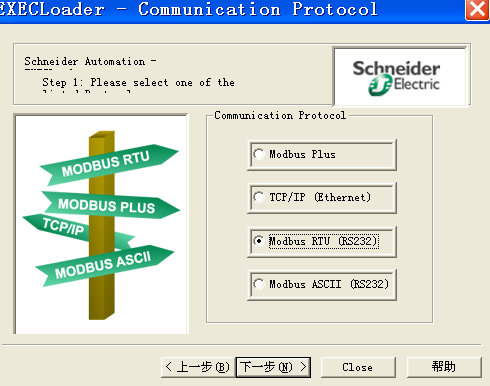 EXECLoader - Communication Protocol
Schneider Automation -
Step 1: Please select one of the
Schneider
Electric
Communication Protocol
MODBUS RTU
MODBUS PLUS
TCP/IP
MODBUS ASCII
Modbus Plus
TCP/IP (Ethernet)
Modbus RTU (RS232)
Modbus ASCII (RS232)
< 上一步(B)
下一步(N) >
Close
帮助